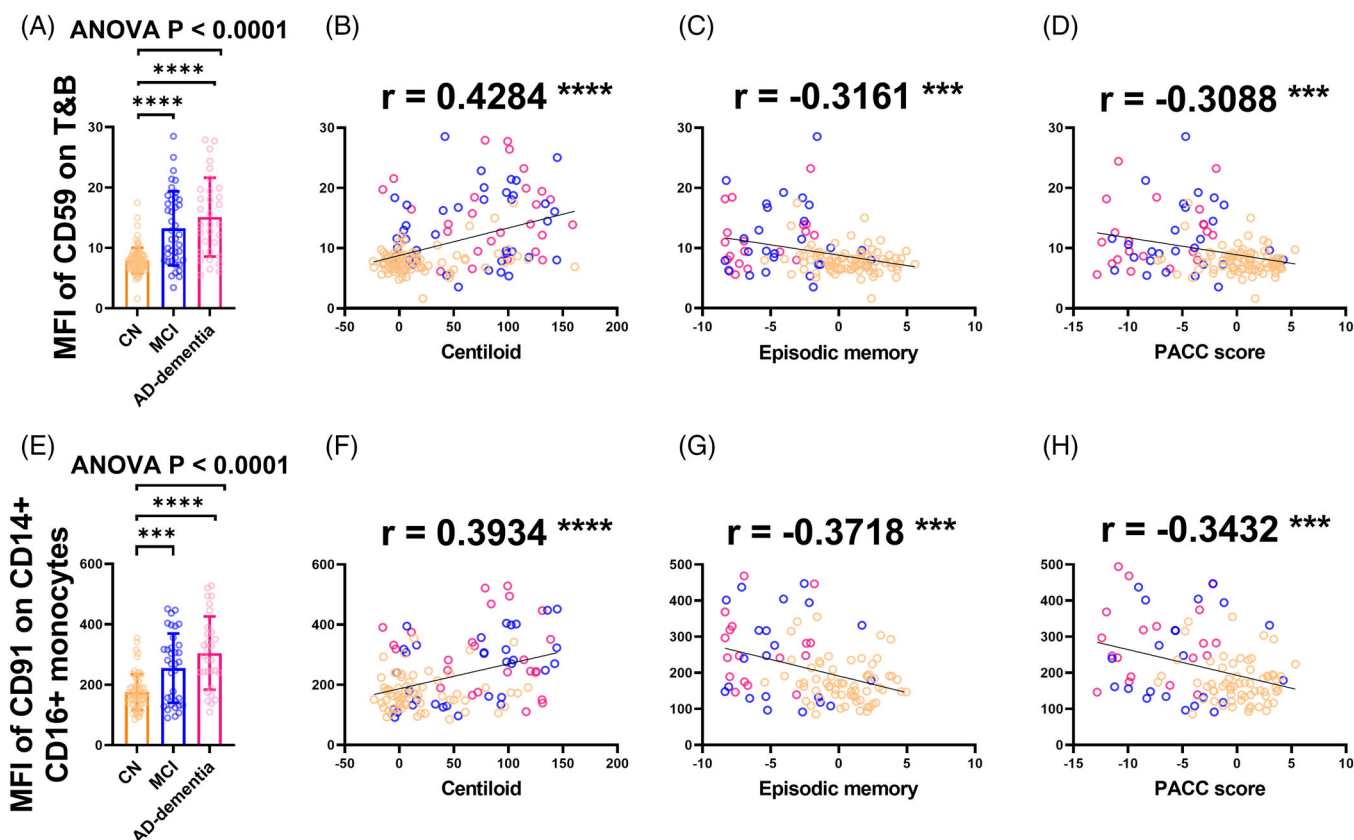 (A)
ANOVA P < 0.0001
****
****
MFI of CD59 on T&B
30
20
10
0
CN
MCI
AD-dementia
(B)
r = 0.4284 ****
30
20
10
0
-50 0 50 100 150 200
Centiloid
(C)
r = -0.3161 ***
30
20
10
0
-10 -5 0 5 10
Episodic memory
(D)
r = -0.3088 ***
30
20
10
0
-15 -10 -5 0 5 10
PACC score
(E)
ANOVA P < 0.0001
****
***
MFI of CD91 on CD14+
CD16+ monocytes
600
400
200
0
CN
MCI
AD-dementia
(F)
r = 0.3934 ****
600
400
200
0
-50 0 50 100 150 200
Centiloid
(G)
r = -0.3718 ***
500
400
300
200
100
0
-10 -5 0 5 10
Episodic memory
(H)
r = -0.3432 ***
500
400
300
200
100
0
-15 -10 -5 0 5 10
PACC score